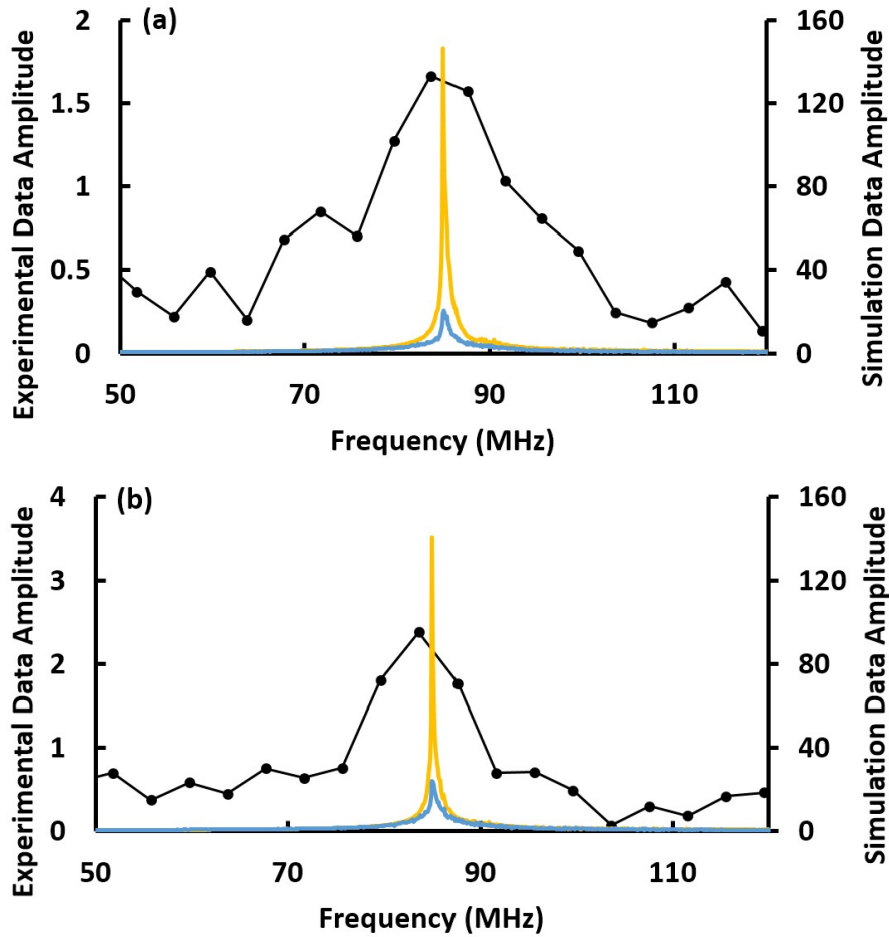 (a)
Experimental Data Amplitude
2
1.5
1
0.5
0
160
120
80
40
0
Simulation Data Amplitude
50 70 90 110
Frequency (MHz)
(b)
Experimental Data Amplitude
4
3
2
1
0
160
120
80
40
0
Simulation Data Amplitude
50 70 90 110
Frequency (MHz)